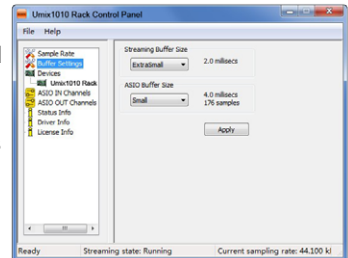 Umix1010 Rack Control Panel
File Help
Sample Rate
Buffer Settings
Devices
Umix1010 Rack
ASIO IN Channels
ASIO OUT Channels
Status Info
Driver Info
License Info
Streaming Buffer Size
ExtraSmall
2.0 millisecs
ASIO Buffer Size
Small
4.0 millisecs
176 samples
Apply
Ready
Streaming state: Running
Current sampling rate: 44.100 kl